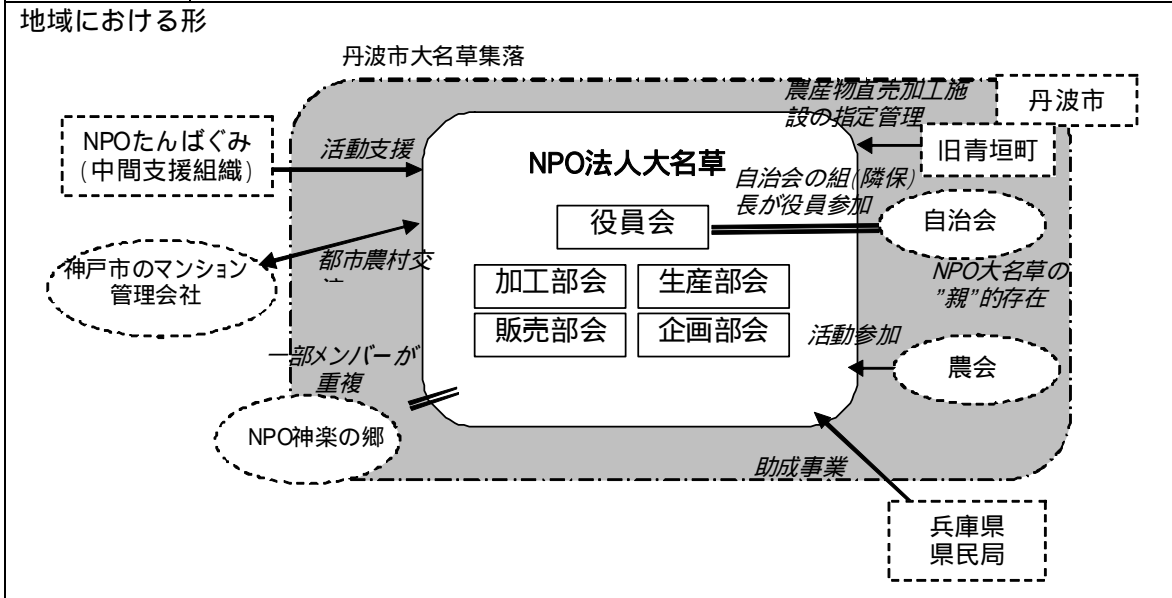 地域における形
丹波市大名草集落
農産物直売加工施
設の指定管理
丹波市
NPOたんばぐみ
(中間支援組織)
活動支援
旧青垣町
NPO法人大名草
自治会の組(隣保)
長が役員参加
役員会
自治会
神戸市のマンション
管理会社
都市農村交
加工部会
生産部会
NPO大名草の
”親”的存在
販売部会
企画部会
活動参加
一部メンバーが
重複
農会
NPO神楽の郷
助成事業
兵庫県
県民局